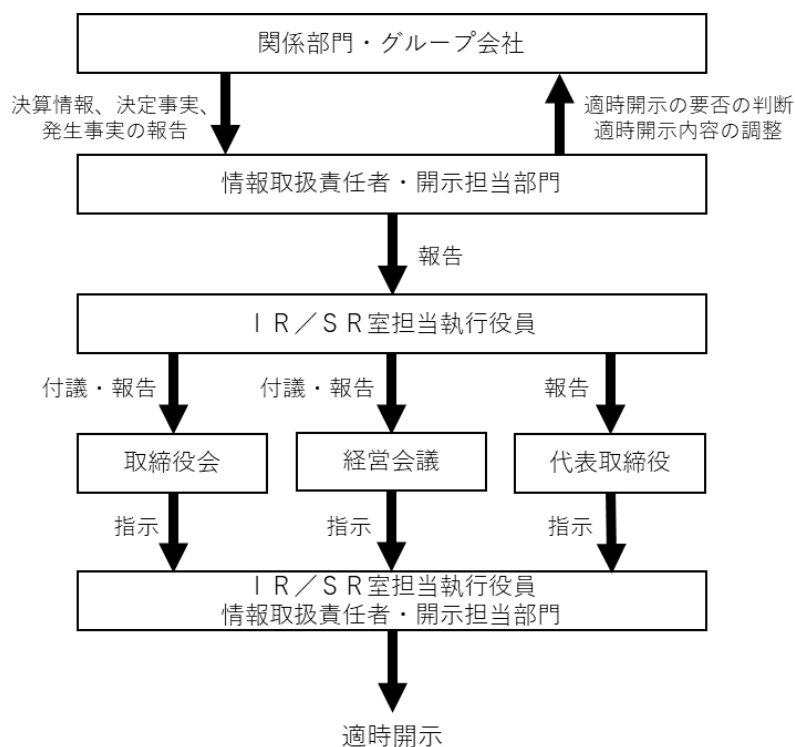 関係部門・グループ会社
決算情報、決定事実、
発生事実の報告
適時開示の要否の判断
適時開示内容の調整
情報取扱責任者・開示担当部門
報告
ＩＲ／ＳＲ室担当執行役員
付議・報告
付議・報告
報告
取締役会
経営会議
代表取締役
指示
指示
指示
ＩＲ／ＳＲ室担当執行役員
情報取扱責任者・開示担当部門
適時開示